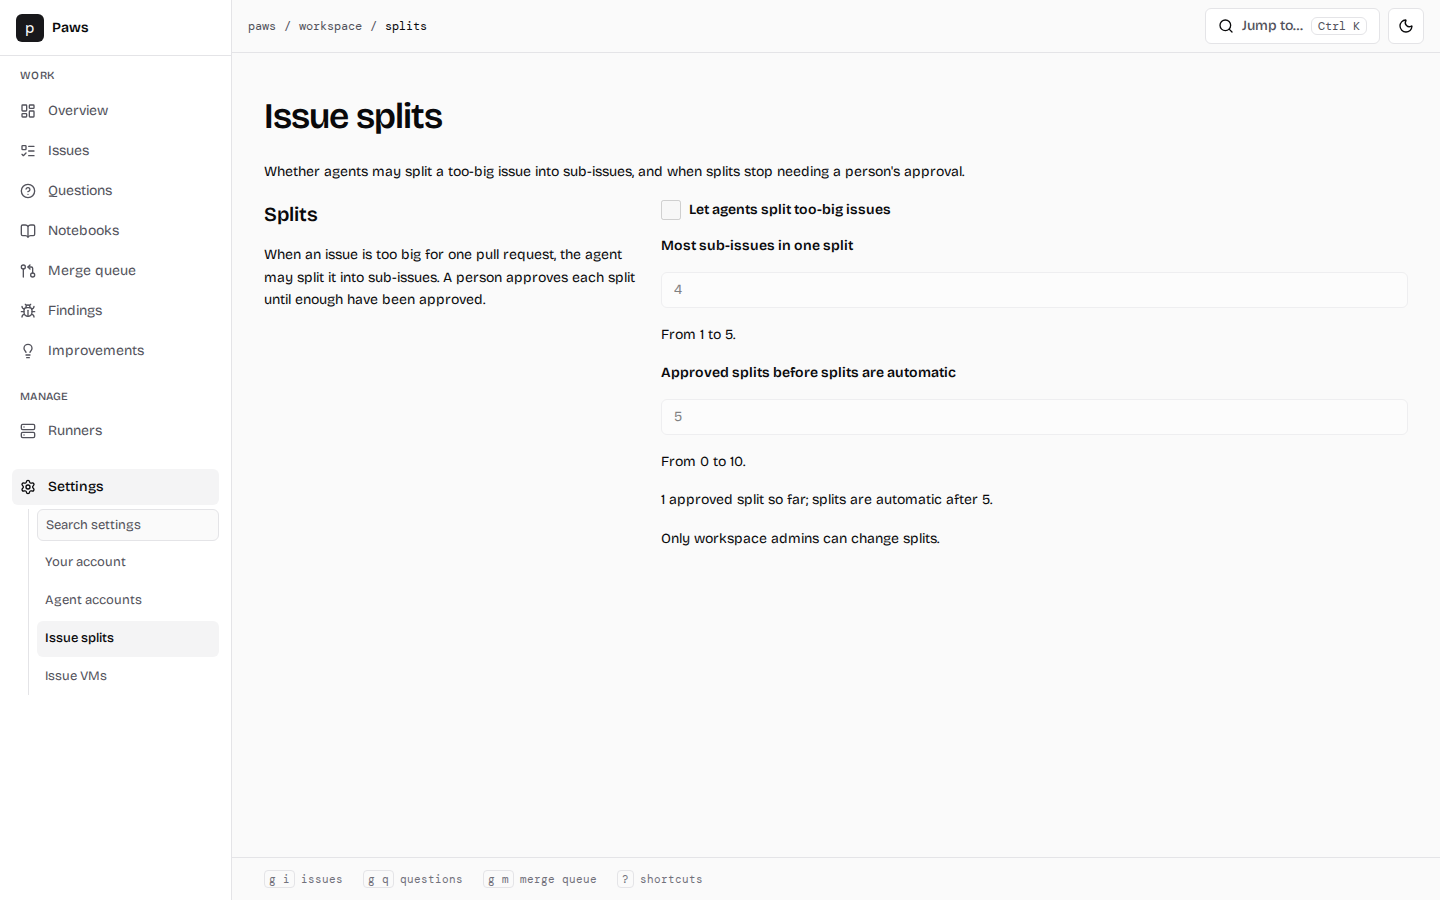 p Paws
WORK
Overview
Issues
Questions
Notebooks
Merge queue
Findings
Improvements
MANAGE
Runners
Settings
Search settings
Your account
Agent accounts
Issue splits
Issue VMs
paws / workspace / splits
Jump to... Ctrl K
Issue splits
Whether agents may split a too-big issue into sub-issues, and when splits stop needing a person's approval.
Splits
When an issue is too big for one pull request, the agent
may split it into sub-issues. A person approves each split
until enough have been approved.
Let agents split too-big issues
Most sub-issues in one split
4
From 1 to 5.
Approved splits before splits are automatic
5
From 0 to 10.
1 approved split so far; splits are automatic after 5.
Only workspace admins can change splits.
g i issues g q questions g m merge queue ? shortcuts